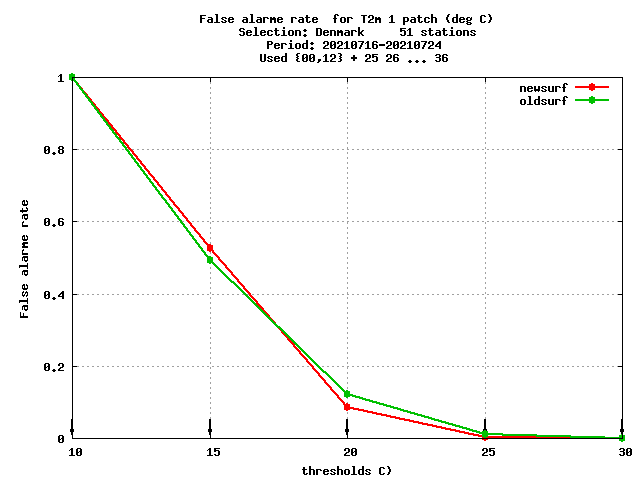 False alarme rate  for T2m 1 patch (deg C)
Selection: Denmark     51 stations
Period: 20210716-20210724
Used {00,12} + 25 26 ... 36
newsurf
oldsurf
1
0.8
0.6
0.4
0.2
0
False alarme rate
10 15 20 25 30
thresholds C)